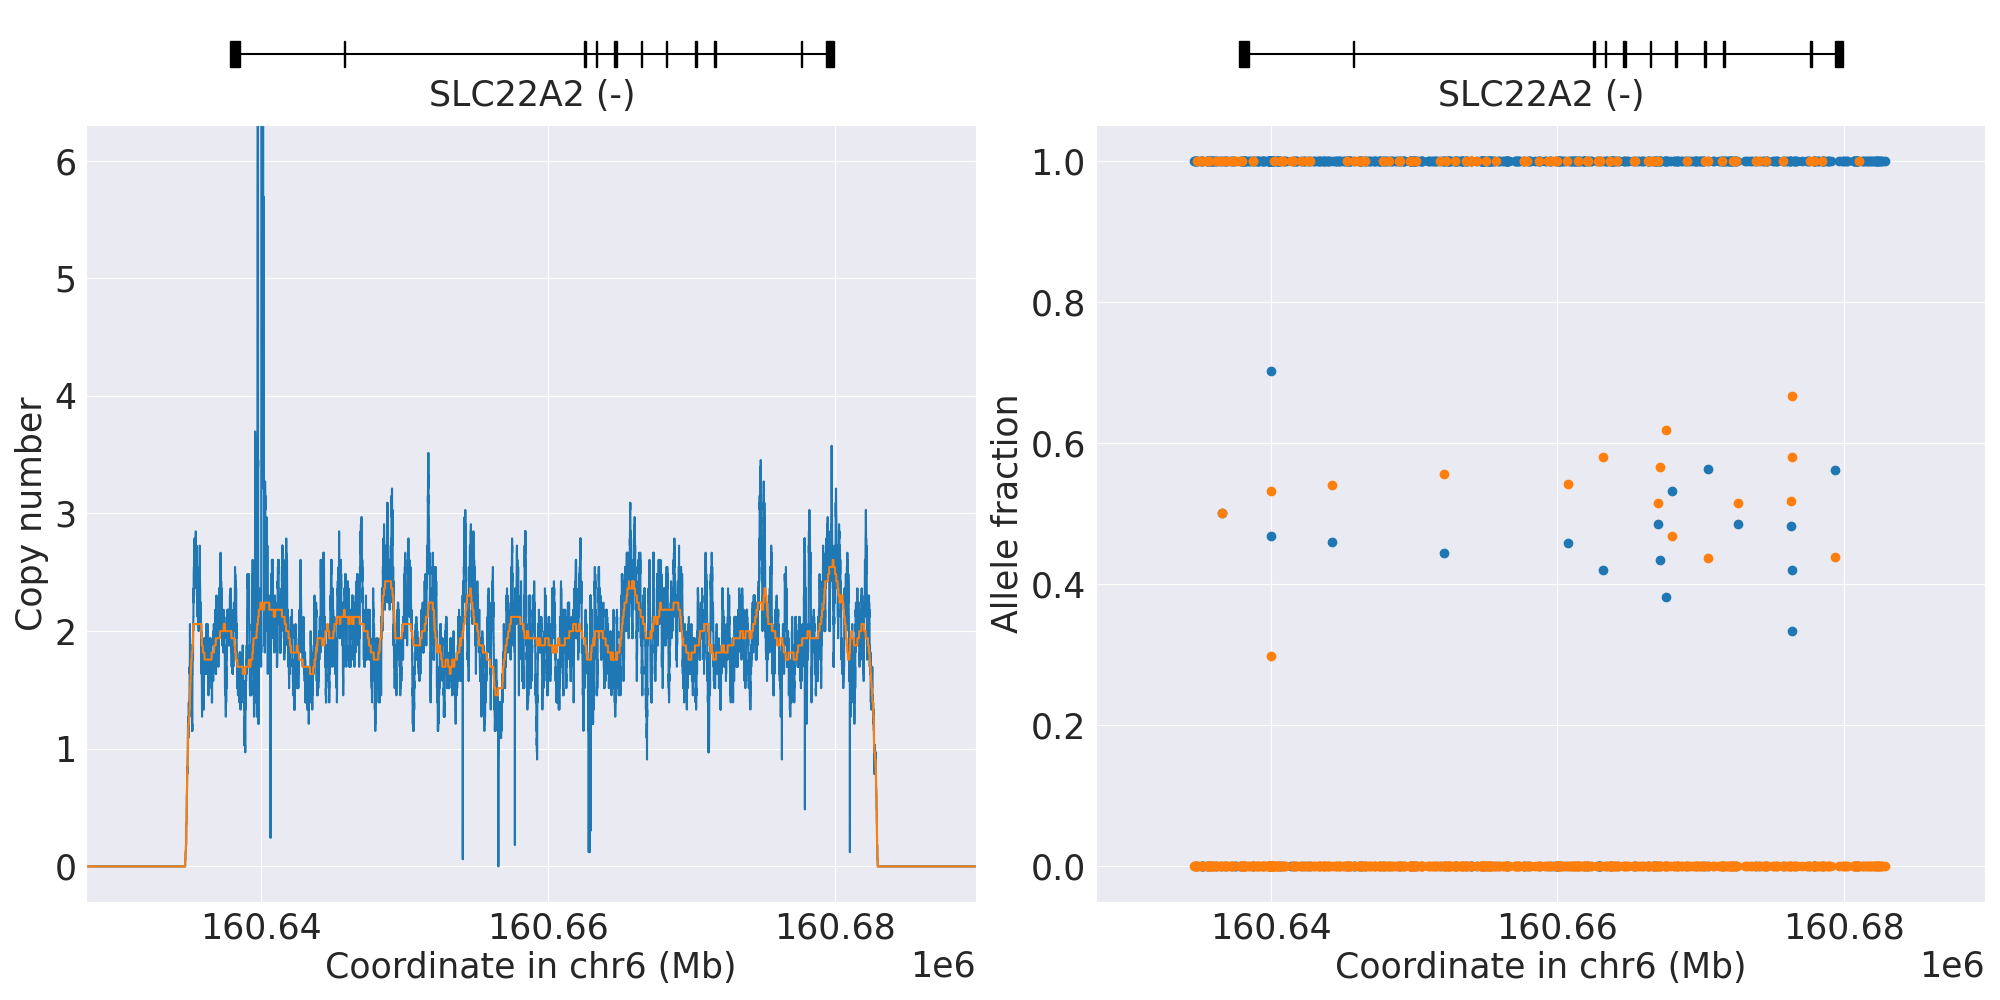 SLC22A2 (-)
Copy number
6
5
4
3
2
1
0
160.64 160.66 160.68
Coordinate in chr6 (Mb) 1e6
SLC22A2 (-)
Allele fraction
1.0
0.8
0.6
0.4
0.2
0.0
160.64 160.66 160.68
Coordinate in chr6 (Mb) 1e6